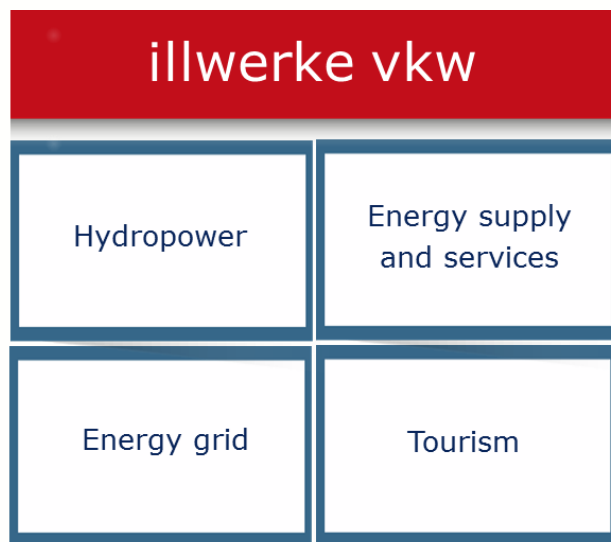 illwerke vkw
Hydropower
Energy supply
and services
Energy grid
Tourism